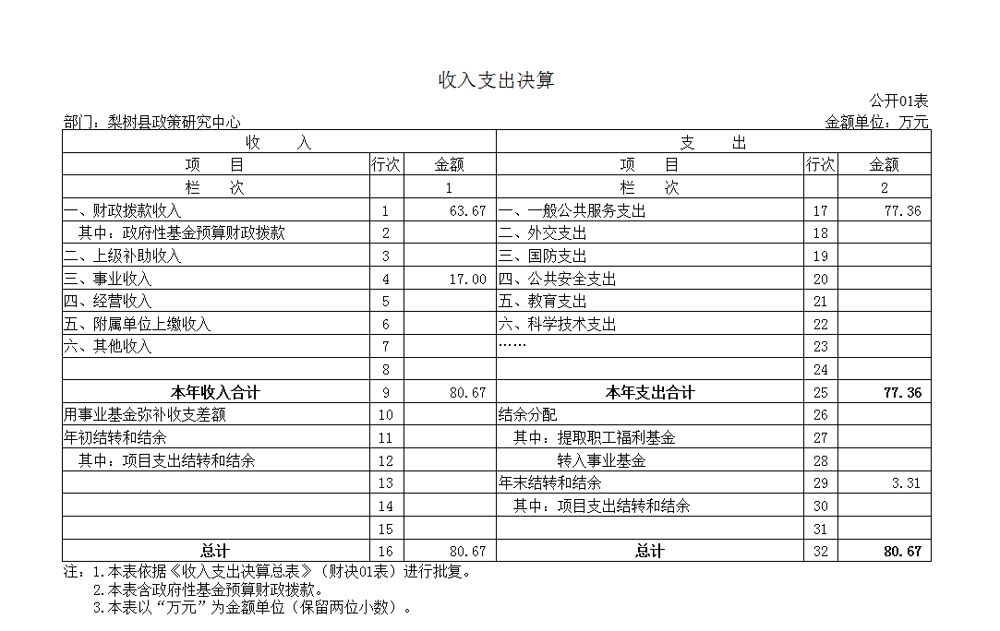 收入支出决算
公开01表
部门：梨树县政策研究中心 金额单位：万元
收 入 支 出
项 目 行次 金额 项 目 行次 金额
栏 次 1 栏 次 2
一、财政拨款收入 1 63.67 一、一般公共服务支出 17 77.36
其中：政府性基金预算财政拨款 2 二、外交支出 18
二、上级补助收入 3 三、国防支出 19
三、事业收入 4 17.00 四、公共安全支出 20
四、经营收入 5 五、教育支出 21
五、附属单位上缴收入 6 六、科学技术支出 22
六、其他收入 7 …… 23
8 24
本年收入合计 9 80.67 本年支出合计 25 77.36
用事业基金弥补收支差额 10 结余分配 26
年初结转和结余 11 其中：提取职工福利基金 27
其中：项目支出结转和结余 12 转入事业基金 28
13 年末结转和结余 29 3.31
14 其中：项目支出结转和结余 30
15 31
总计 16 80.67 总计 32 80.67
注：1.本表依据《收入支出决算总表》（财决01表）进行批复。
2.本表含政府性基金预算财政拨款。
3.本表以“万元”为金额单位（保留两位小数）。